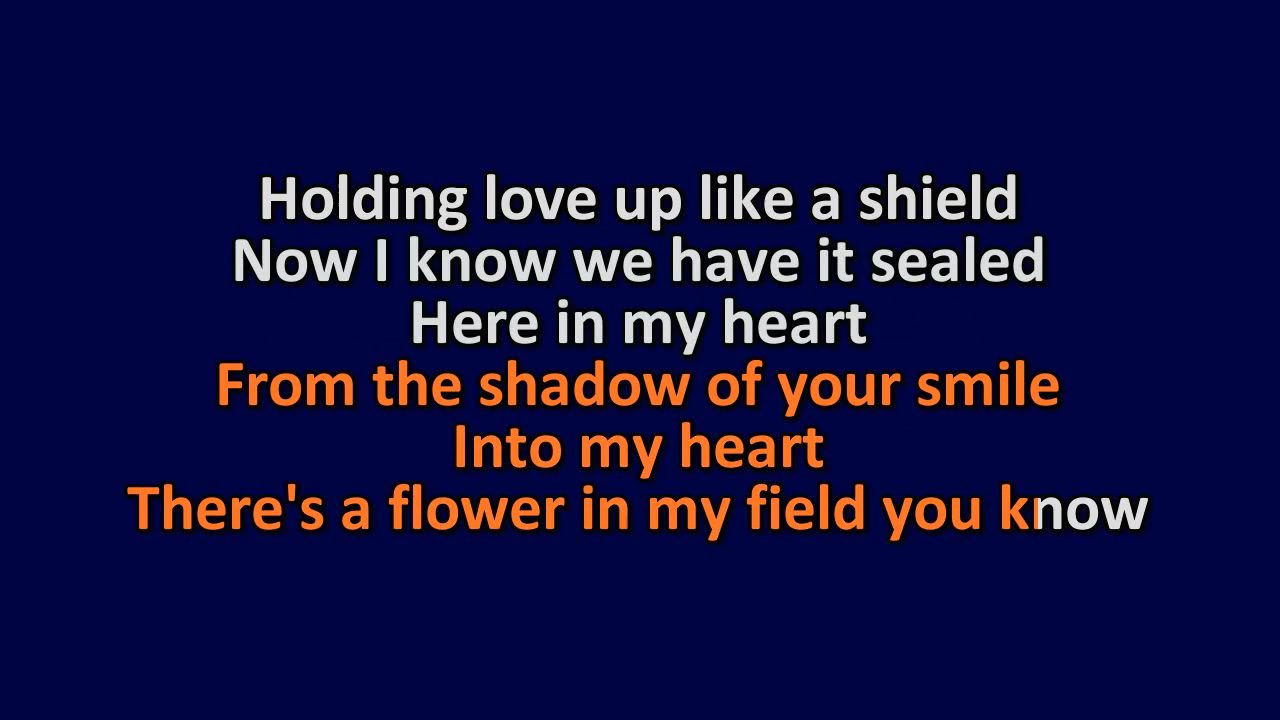 Holding love up like a shield
Now I know we have it sealed
Here in my heart
From the shadow of your smile
Into my heart
There's a flower in my field you know